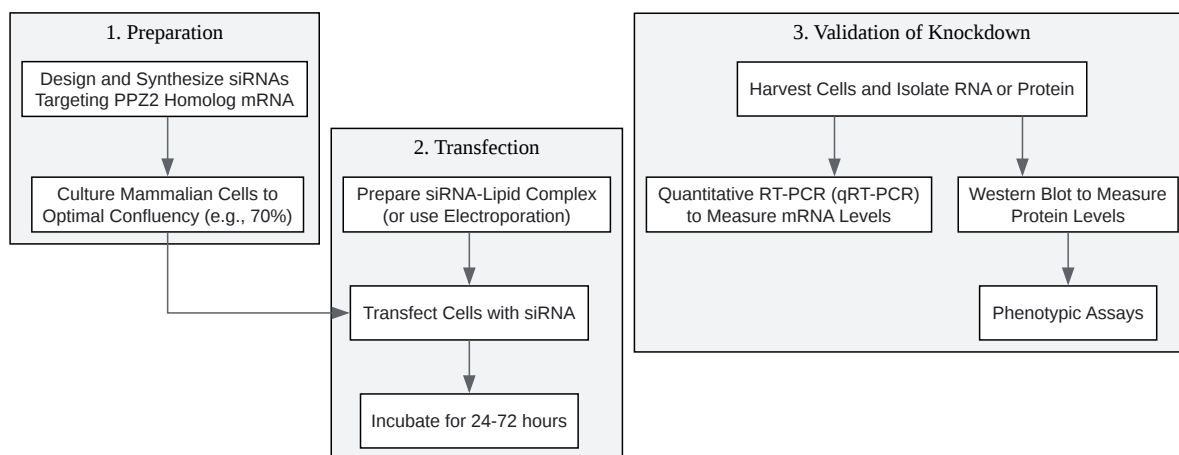 1. Preparation
Design and Synthesize siRNAs
Targeting PPZ2 Homolog mRNA
Culture Mammalian Cells to
Optimal Confluency (e.g., 70%)
2. Transfection
Prepare siRNA-Lipid Complex
(or use Electroporation)
Transfect Cells with siRNA
Incubate for 24-72 hours
3. Validation of Knockdown
Harvest Cells and Isolate RNA or Protein
Quantitative RT-PCR (qRT-PCR)
to Measure mRNA Levels
Western Blot to Measure
Protein Levels
Phenotypic Assays